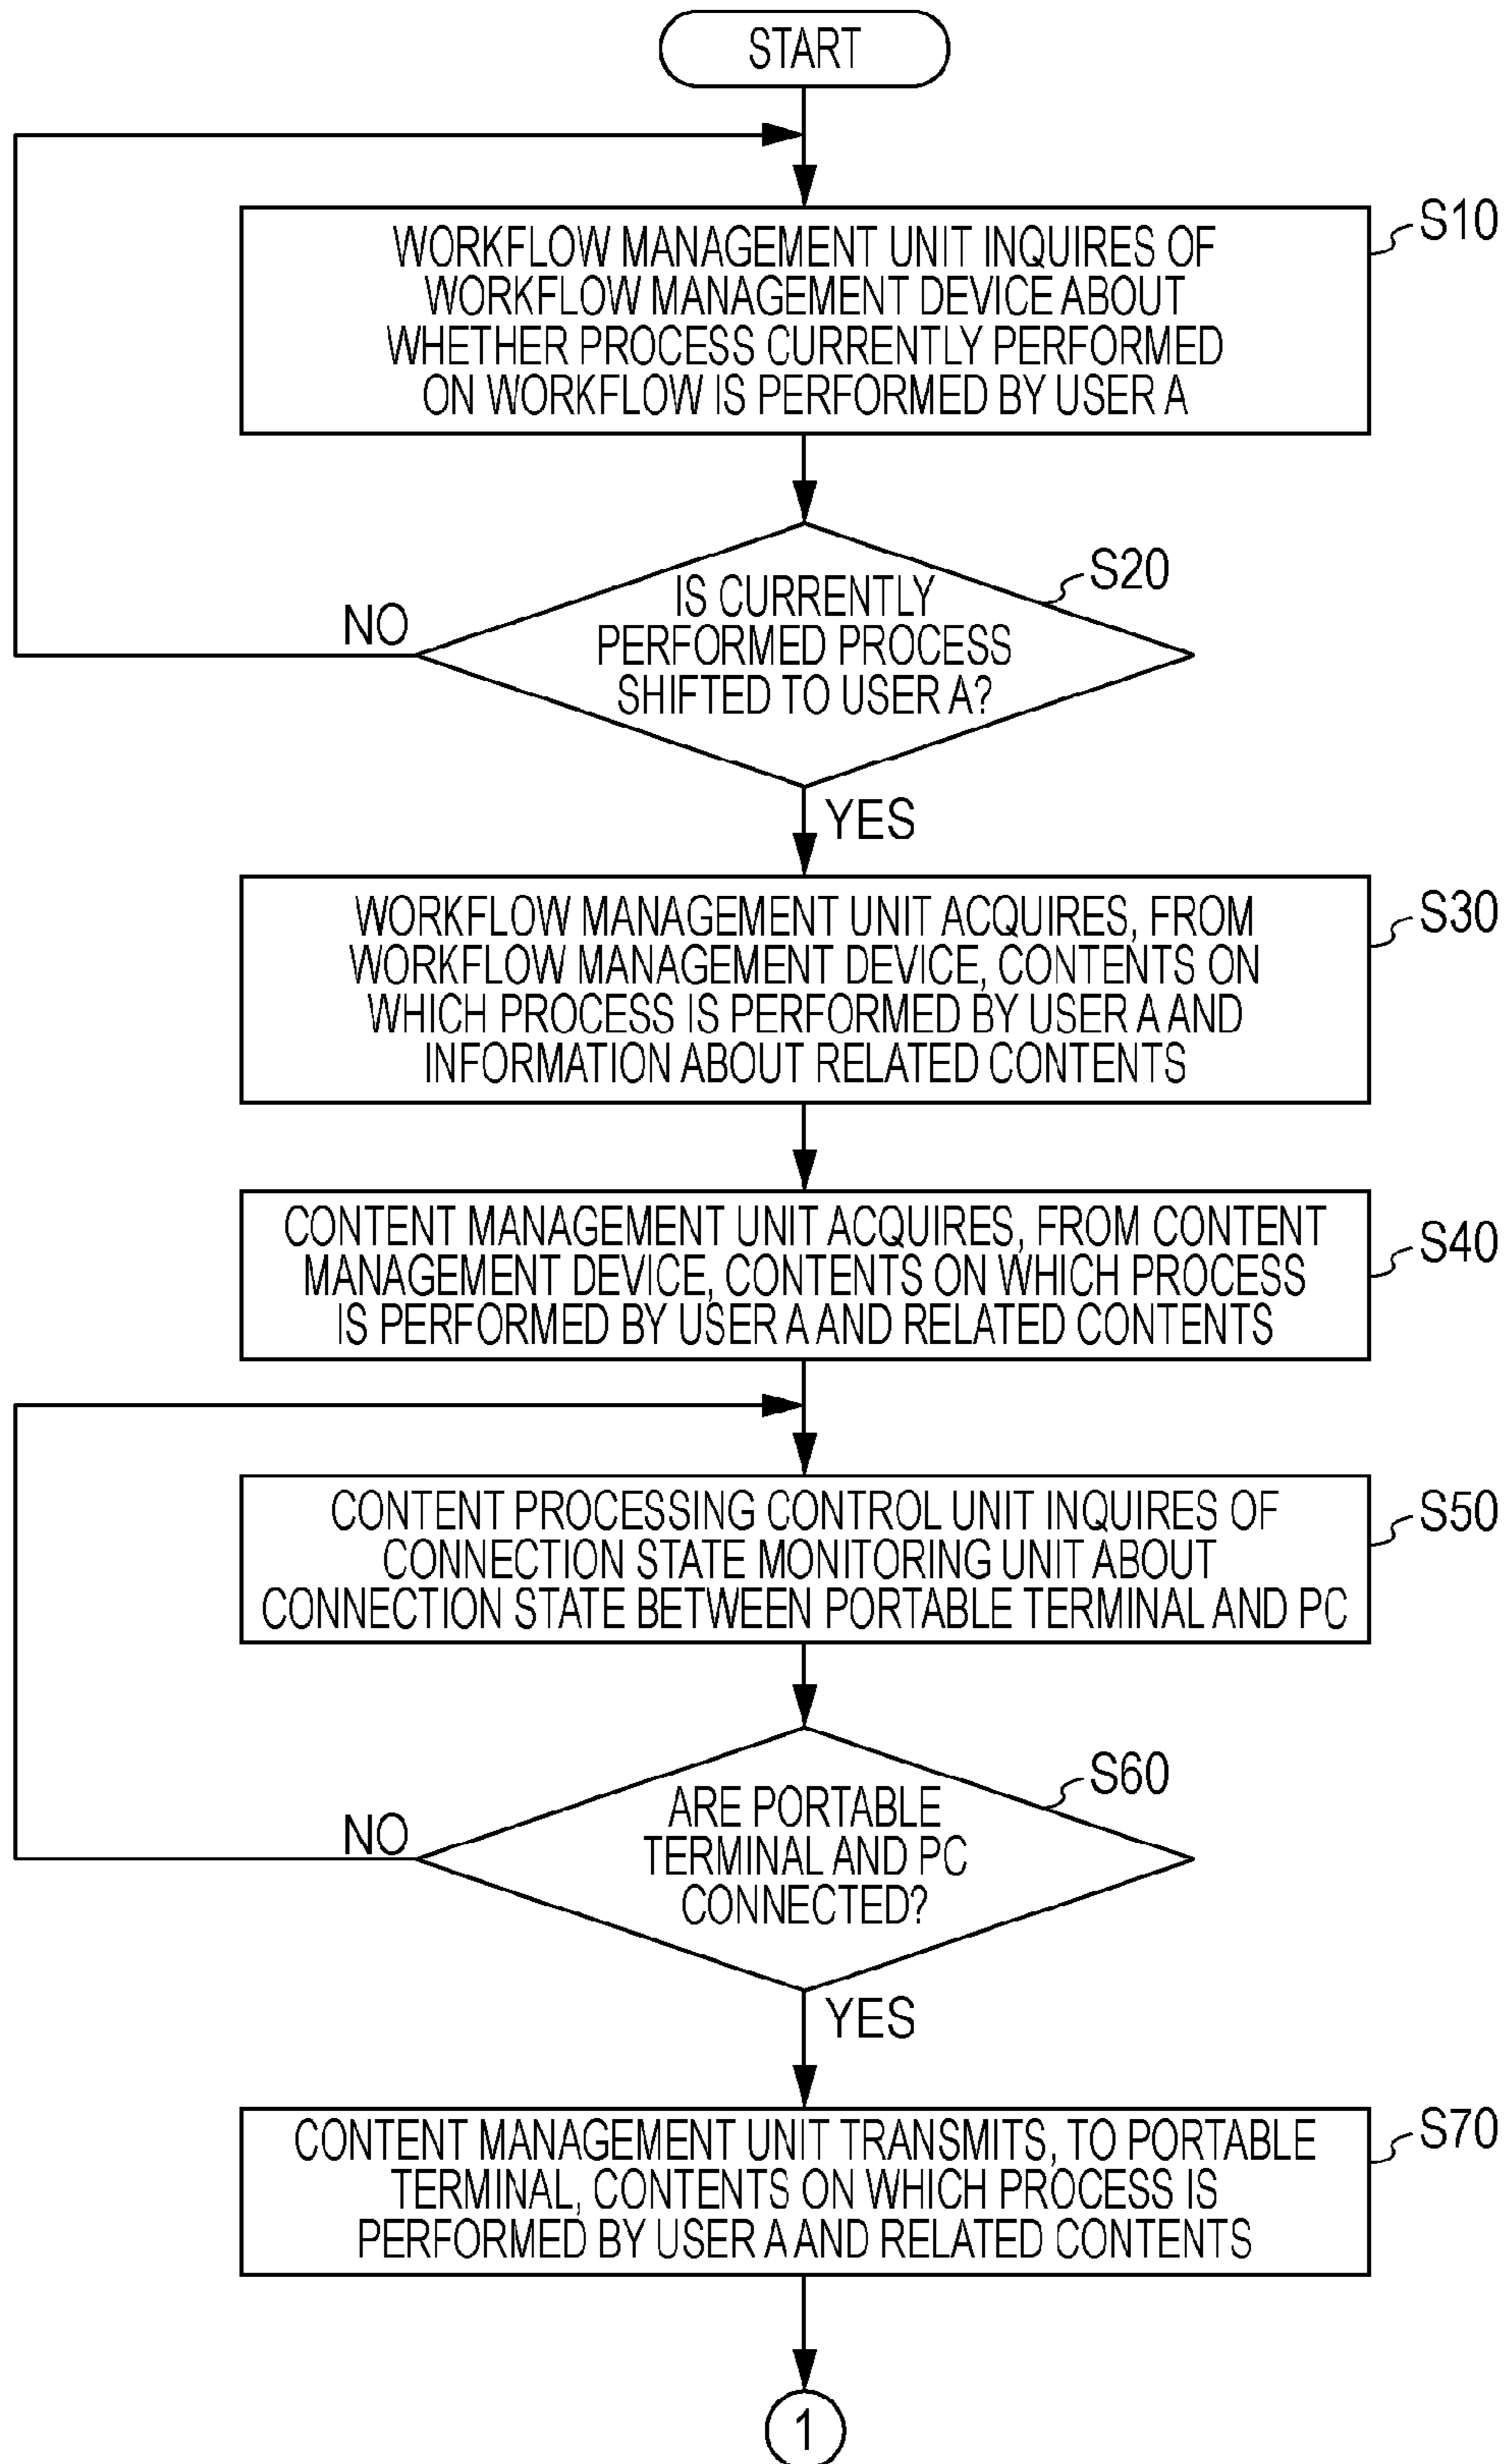 START
WORKFLOW MANAGEMENT UNIT INQUIRES OF
WORKFLOW MANAGEMENT DEVICE ABOUT
WHETHER PROCESS CURRENTLY PERFORMED
ON WORKFLOW IS PERFORMED BY USER A
S10
IS CURRENTLY
PERFORMED PROCESS
SHIFTED TO USER A?
S20
NO
YES
WORKFLOW MANAGEMENT UNIT ACQUIRES, FROM
WORKFLOW MANAGEMENT DEVICE, CONTENTS ON
WHICH PROCESS IS PERFORMED BY USER A AND
INFORMATION ABOUT RELATED CONTENTS
S30
CONTENT MANAGEMENT UNIT ACQUIRES, FROM CONTENT
MANAGEMENT DEVICE, CONTENTS ON WHICH PROCESS
IS PERFORMED BY USER A AND RELATED CONTENTS
S40
CONTENT PROCESSING CONTROL UNIT INQUIRES OF
CONNECTION STATE MONITORING UNIT ABOUT
CONNECTION STATE BETWEEN PORTABLE TERMINAL AND PC
S50
ARE PORTABLE
TERMINAL AND PC
CONNECTED?
S60
NO
YES
CONTENT MANAGEMENT UNIT TRANSMITS, TO PORTABLE
TERMINAL, CONTENTS ON WHICH PROCESS IS
PERFORMED BY USER A AND RELATED CONTENTS
S70
1